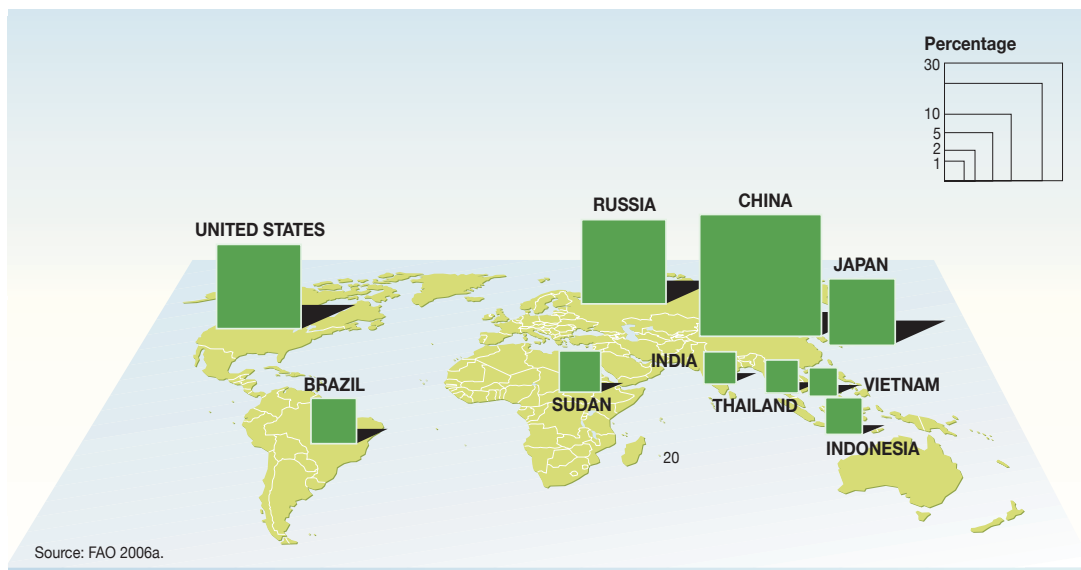 Percentage
30
10
5
2
1
CHINA
RUSSIA
UNITED STATES
JAPAN
INDIA
BRAZIL
SUDAN
THAILAND
VIETNAM
INDONESIA
20
Source: FAO 2006a.